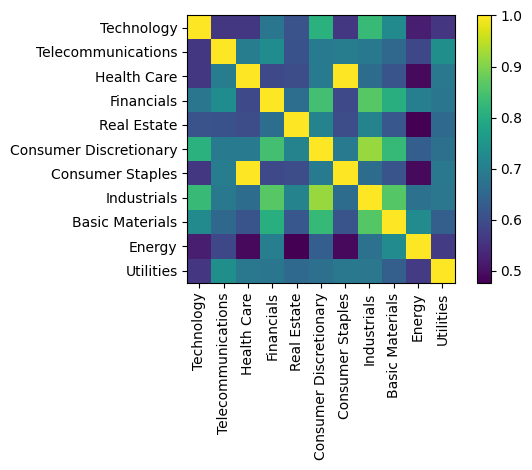 Technology
Telecommunications
Health Care
Financials
Real Estate
Consumer Discretionary
Consumer Staples
Industrials
Basic Materials
Energy
Utilities
1.0
0.9
0.8
0.7
0.6
0.5
Technology
Telecommunications
Health Care
Financials
Real Estate
Consumer Discretionary
Consumer Staples
Industrials
Basic Materials
Energy
Utilities